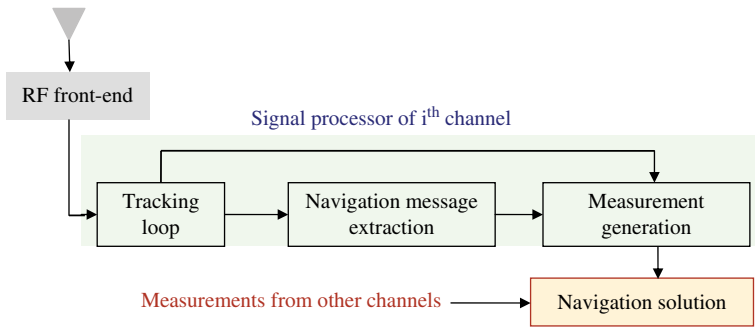 RF front-end
Signal processor of iᵗʰ channel
Tracking
loop
Navigation message
extraction
Measurement
generation
Measurements from other channels
Navigation solution